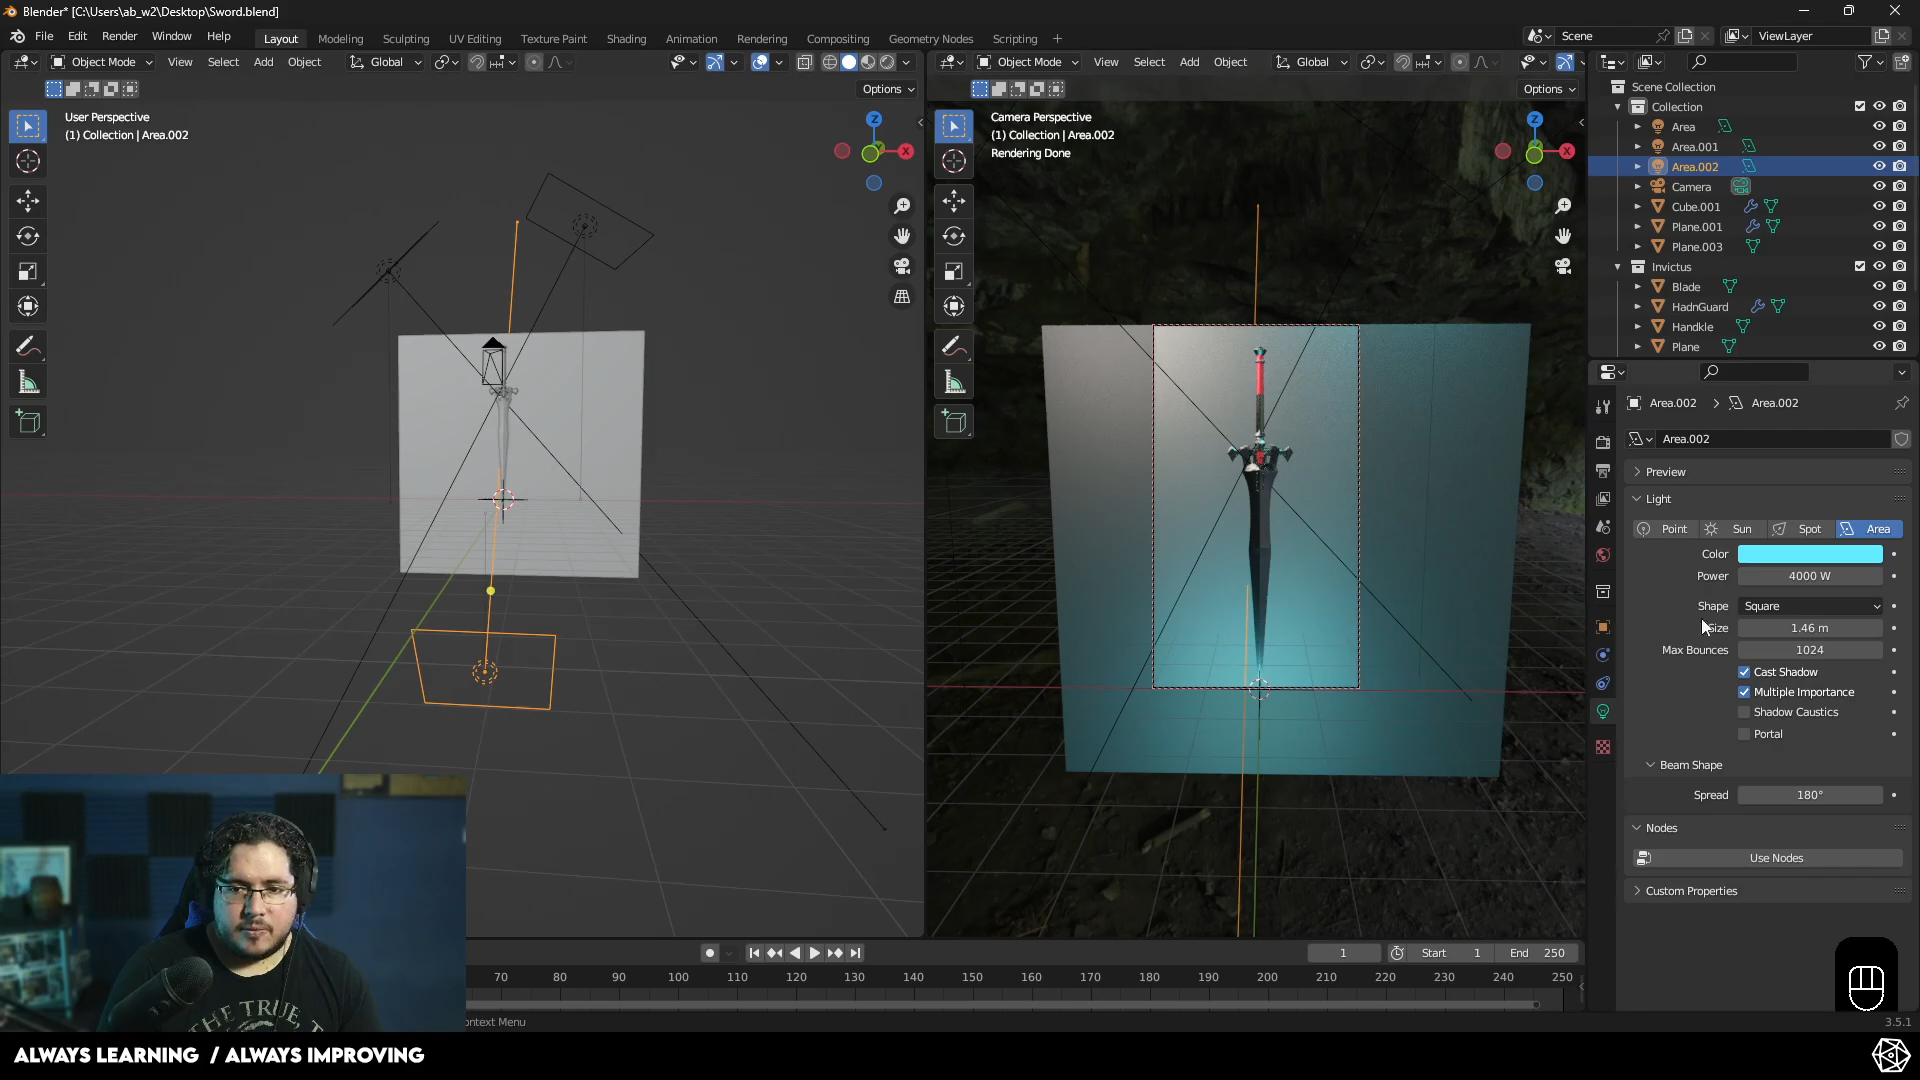 Blender* [C:\Users\ab_w2\Desktop\Sword.blend]
File Edit Render Window Help Layout Modeling Sculpting UV Editing Texture Paint Shading Animation Rendering Compositing Geometry Nodes Scripting + Scene ViewLayer
Object Mode View Select Add Object Global Object Mode View Select Add Object Global
Options Options
User Perspective
(1) Collection | Area.002
Z
X
Camera Perspective
(1) Collection | Area.002
Rendering Done
Z
X
Scene Collection
Collection
Area
Area.001
Area.002
Camera
Cube.001
Plane.001
Plane.003
Invictus
Blade
HadnGuard
Handkle
Plane
Area.002 > Area.002
Area.002
Preview
Light
Point Sun Spot Area
Color
Power 4000 W
Shape Square
Size 1.46 m
Max Bounces 1024
Cast Shadow
Multiple Importance
Shadow Caustics
Portal
Beam Shape
Spread 180°
Nodes
Use Nodes
Custom Properties
1 Start 1 End 250
70 80 90 100 110 120 130 140 150 160 170 180 190 200 210 220 230 240 250
ontext Menu
3.5.1
THE TRUE,
ALWAYS LEARNING / ALWAYS IMPROVING